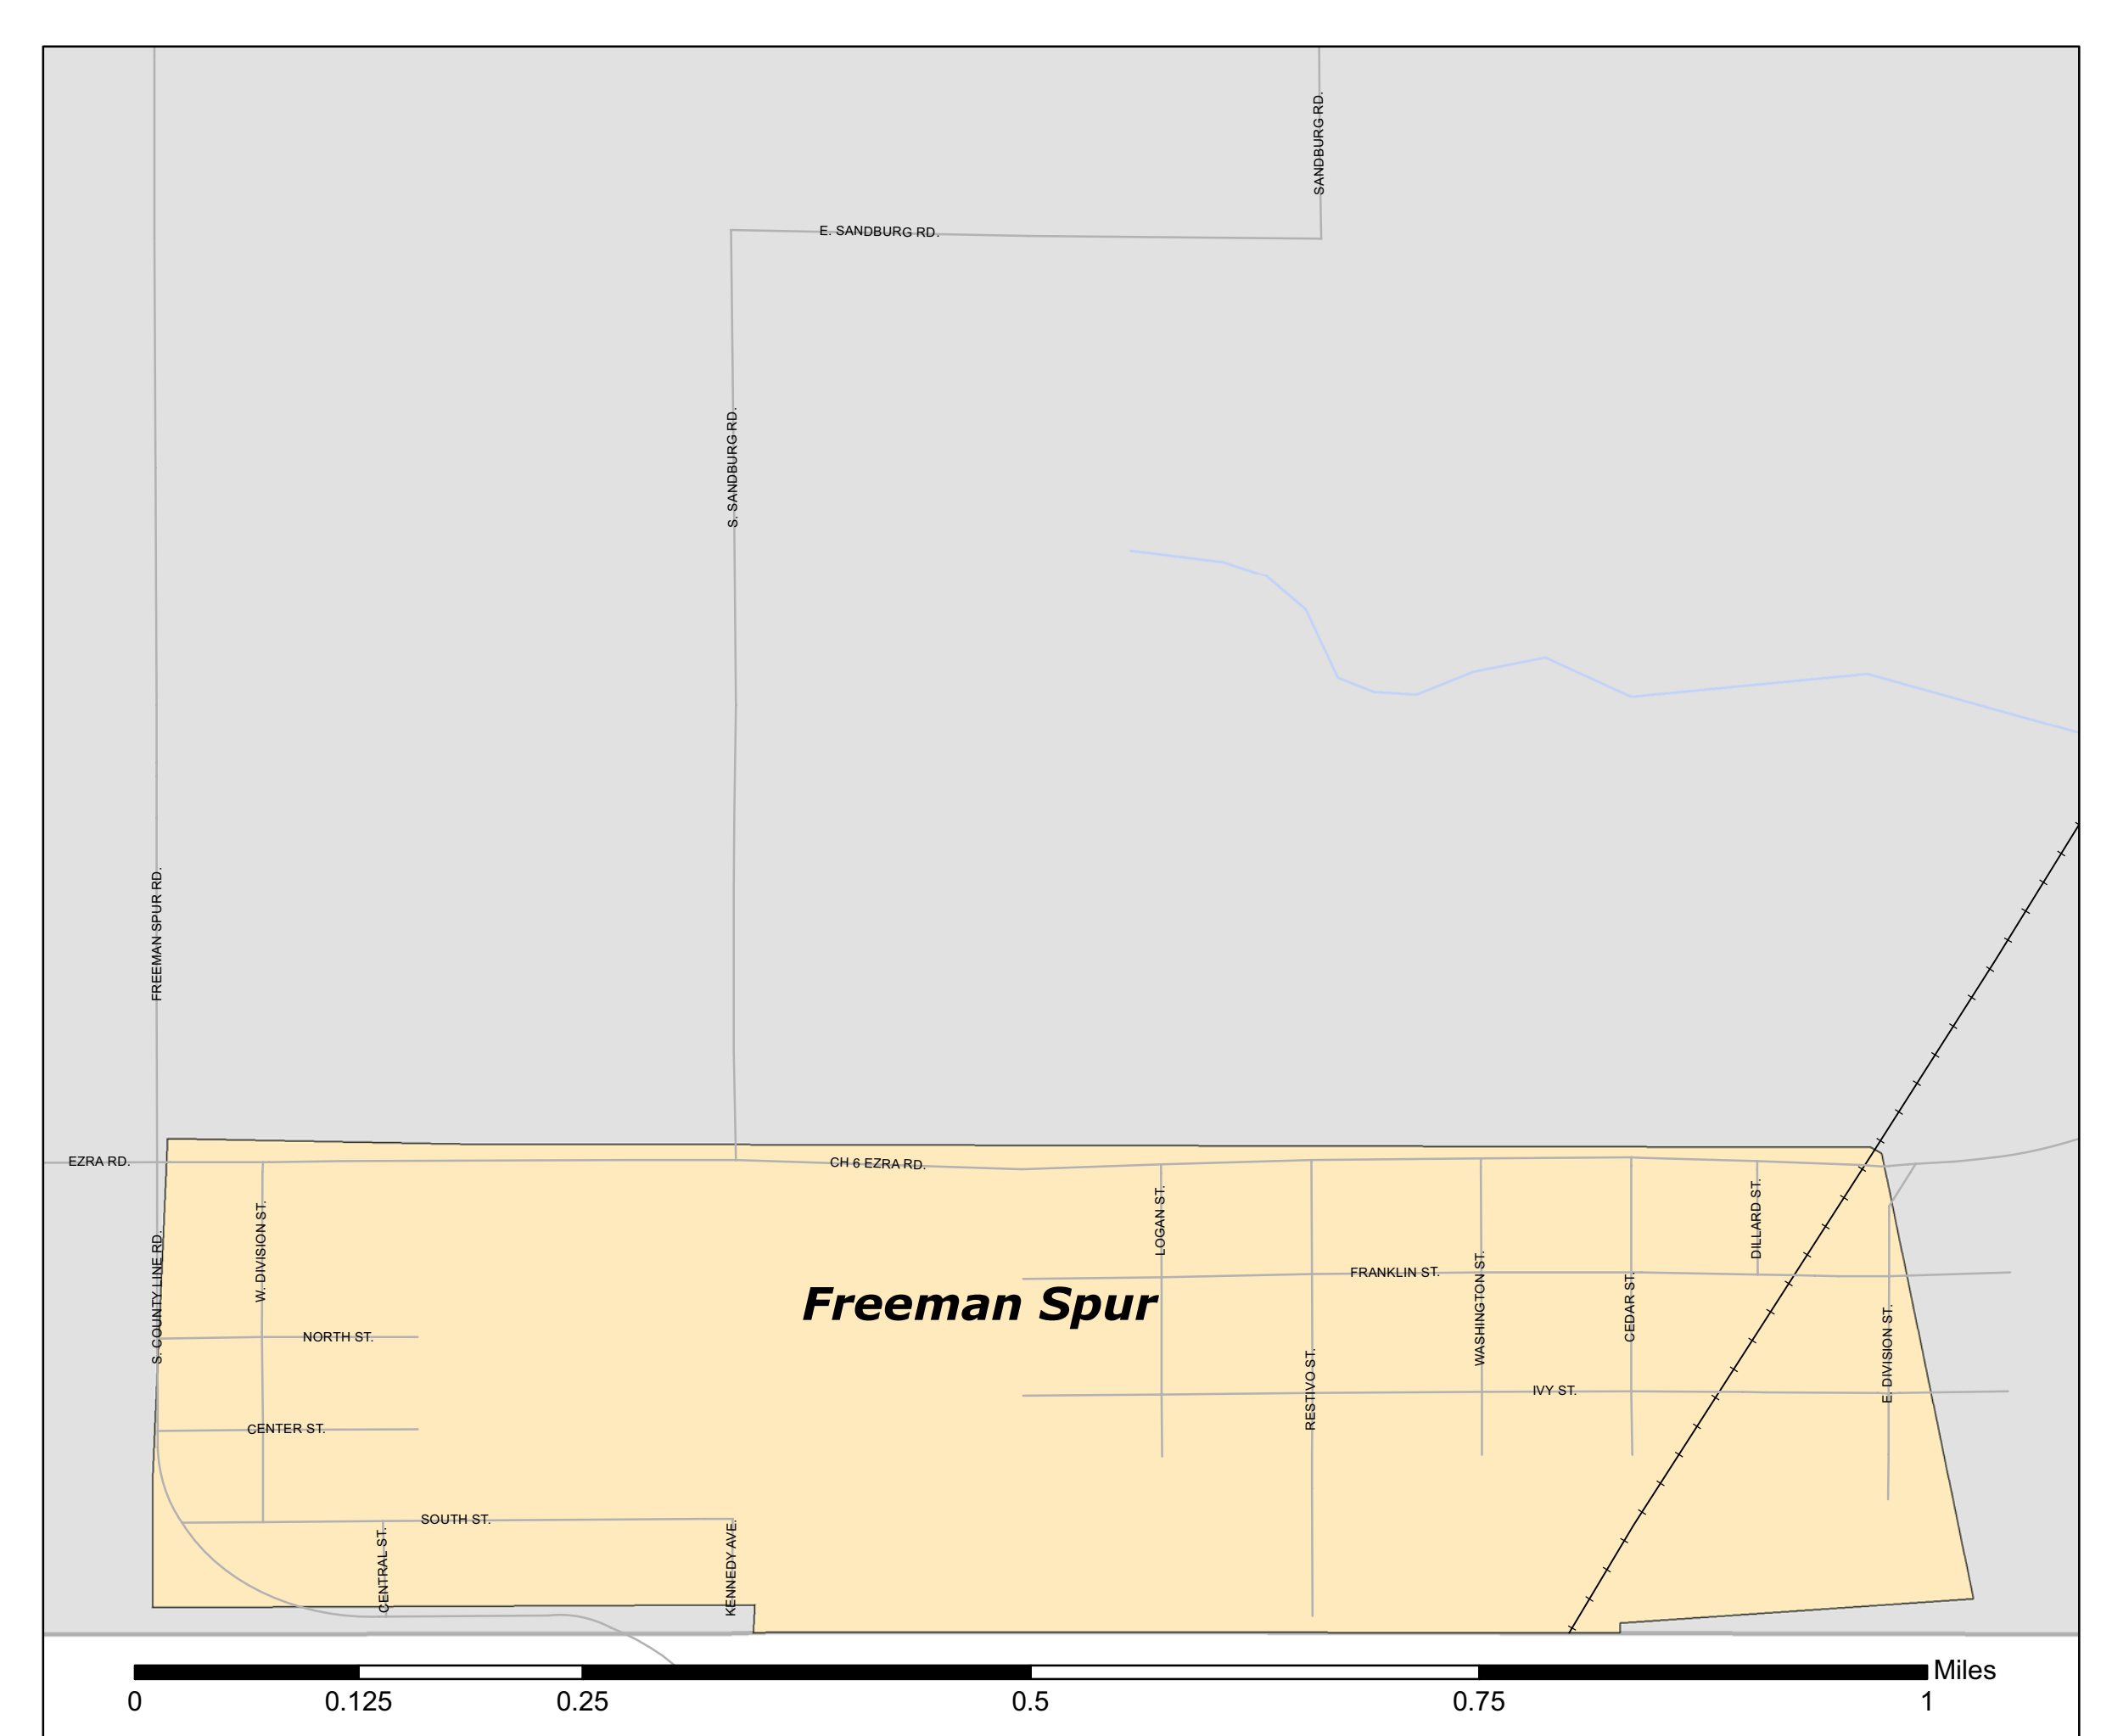 SANDBURG RD.
E. SANDBURG RD.
S. SANDBURG RD.
FREEMAN SPUR RD.
EZRA RD.
CH 6 EZRA RD.
S. COUNTY LINE RD.
W. DIVISION ST.
LOGAN ST.
DILLARD ST.
FRANKLIN ST.
WASHINGTON ST.
CEDAR ST.
Freeman Spur
NORTH ST.
E. DIVISION ST.
RESTIVO ST.
IVY ST.
CENTER ST.
SOUTH ST.
CENTRAL ST.
KENNEDY AVE.
Miles
0 0.125 0.25 0.5 0.75 1